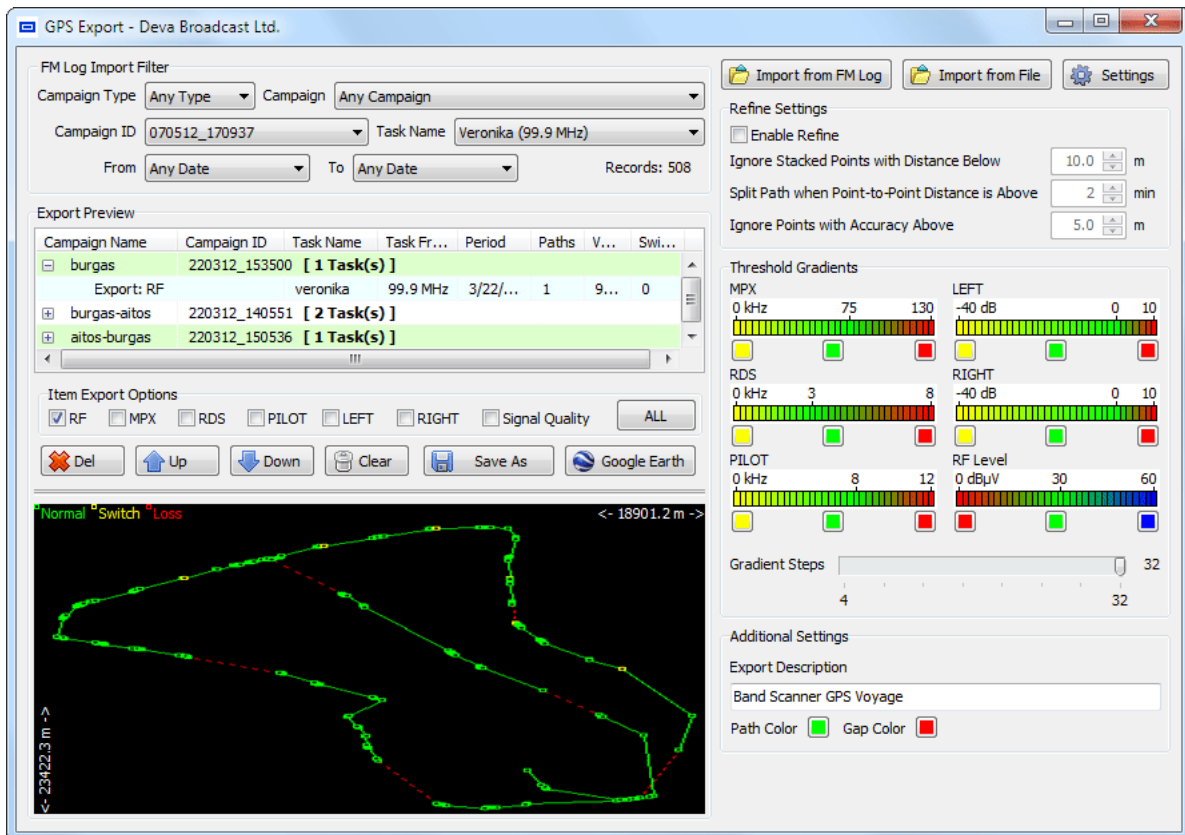 GPS Export - Deva Broadcast Ltd.
FM Log Import Filter
Campaign Type Any Type Campaign Any Campaign
Campaign ID 070512_170937 Task Name Veronika (99.9 MHz)
From Any Date To Any Date Records: 508
Export Preview
Campaign Name Campaign ID Task Name Task Fr... Period Paths V... Swi...
burgas 220312_153500 [ 1 Task(s) ]
Export: RF veronika 99.9 MHz 3/22/... 1 9... 0
burgas-aitos 220312_140551 [ 2 Task(s) ]
aitos-burgas 220312_150536 [ 1 Task(s) ]
Item Export Options
RF MPX RDS PILOT LEFT RIGHT Signal Quality ALL
Del Up Down Clear Save As Google Earth
Normal Switch Loss <- 18901.2 m ->
<- 23422.3 m ->
Import from FM Log Import from File Settings
Refine Settings
Enable Refine
Ignore Stacked Points with Distance Below 10.0 m
Split Path when Point-to-Point Distance is Above 2 min
Ignore Points with Accuracy Above 5.0 m
Threshold Gradients
MPX LEFT
0 kHz 75 130 -40 dB 0 10
RDS RIGHT
0 kHz 3 8 -40 dB 0 10
PILOT RF Level
0 kHz 8 12 0 dBµV 30 60
Gradient Steps 32
4 32
Additional Settings
Export Description
Band Scanner GPS Voyage
Path Color Gap Color